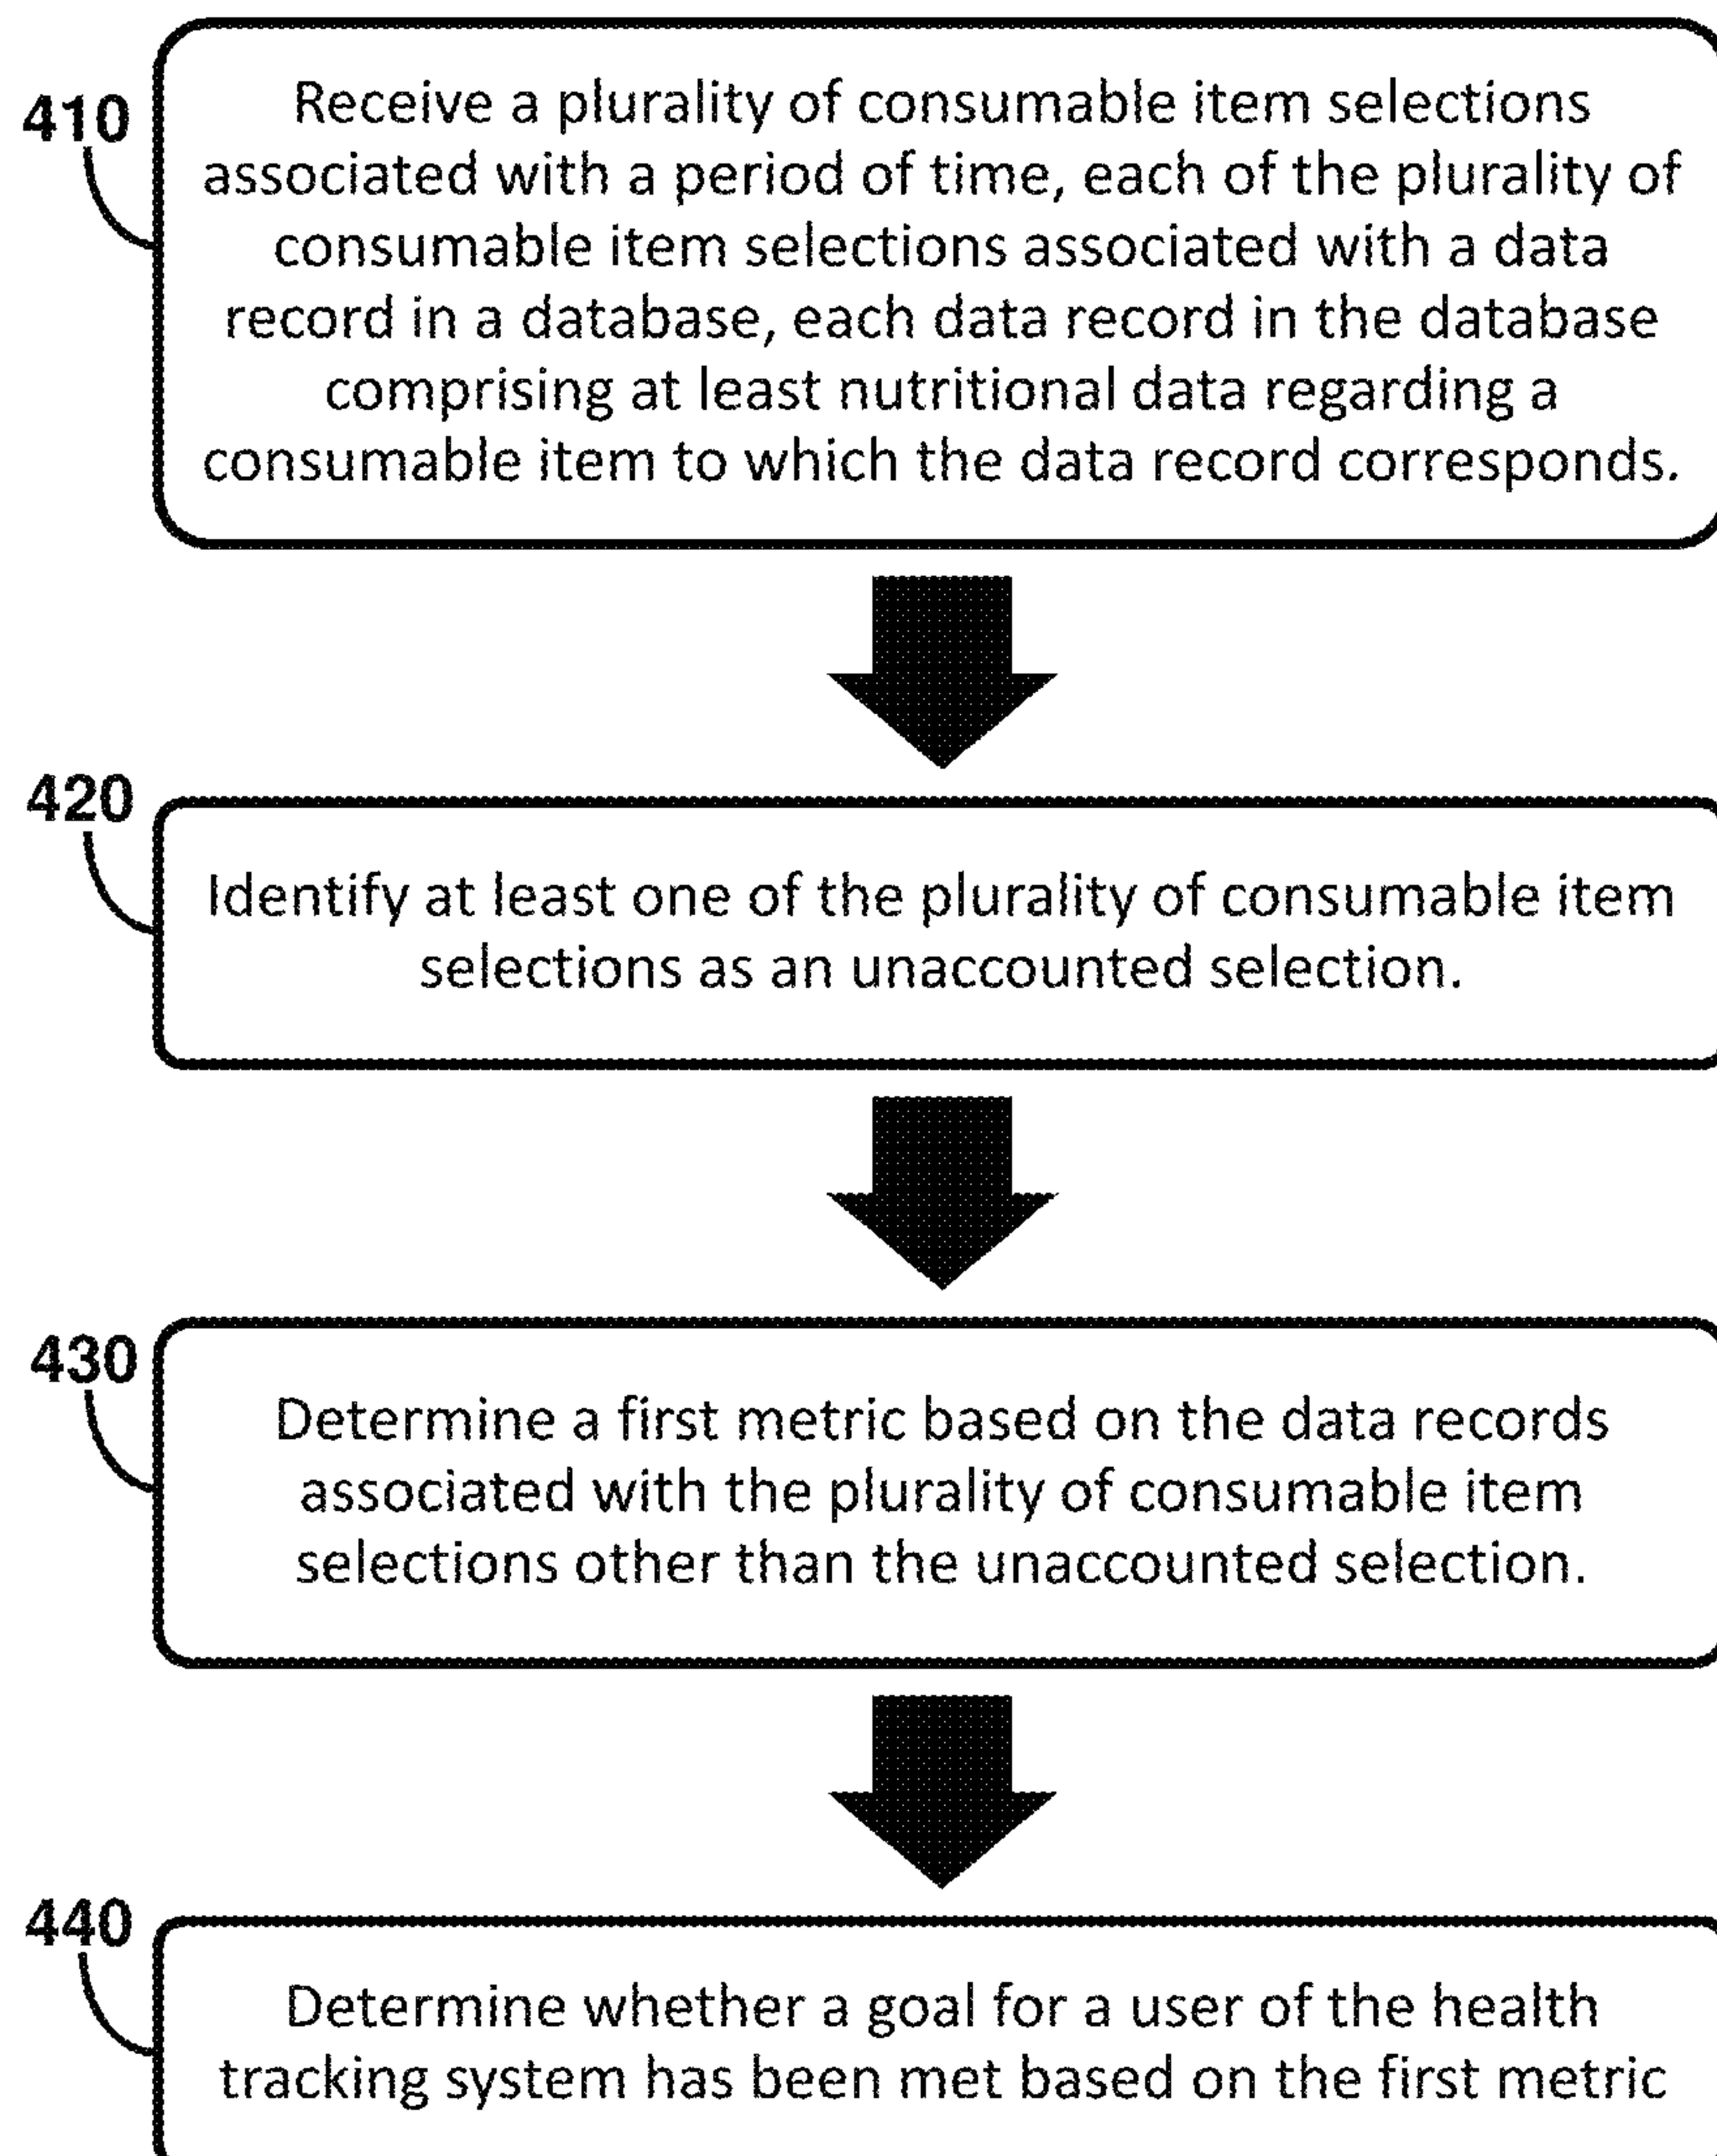 410
Receive a plurality of consumable item selections
associated with a period of time, each of the plurality of
consumable item selections associated with a data
record in a database, each data record in the database
comprising at least nutritional data regarding a
consumable item to which the data record corresponds.
420
Identify at least one of the plurality of consumable item
selections as an unaccounted selection.
430
Determine a first metric based on the data records
associated with the plurality of consumable item
selections other than the unaccounted selection.
440
Determine whether a goal for a user of the health
tracking system has been met based on the first metric